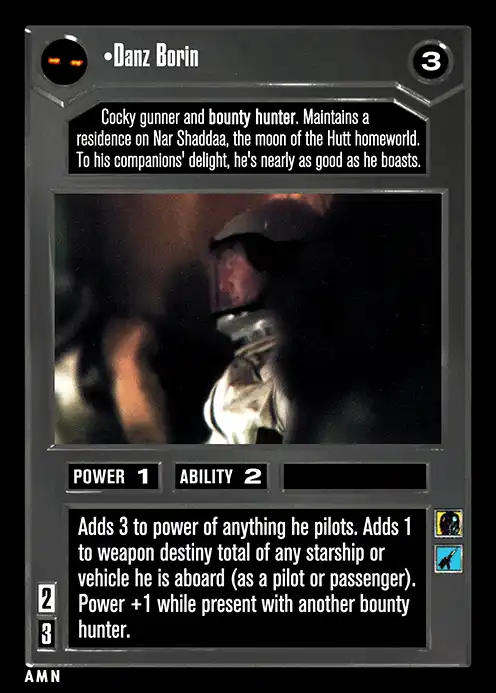 •Danz Borin
3
Cocky gunner and bounty hunter. Maintains a
residence on Nar Shaddaa, the moon of the Hutt homeworld.
To his companions' delight, he's nearly as good as he boasts.
POWER 1 ABILITY 2
Adds 3 to power of anything he pilots. Adds 1
to weapon destiny total of any starship or
vehicle he is aboard (as a pilot or passenger).
Power +1 while present with another bounty
hunter.
2
3
AMN